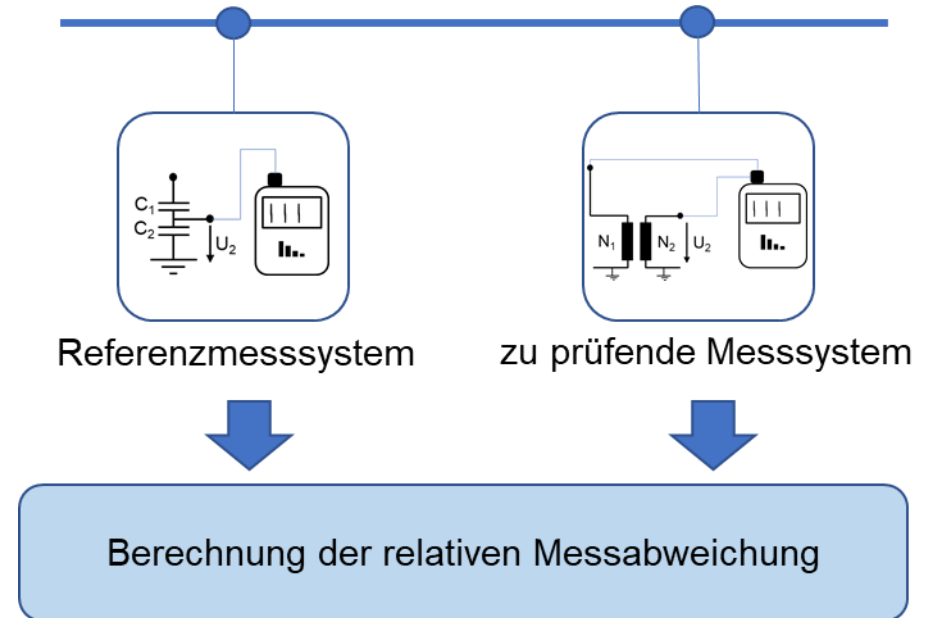 C₁
C₂
U₂
N₁
N₂
U₂
Referenzmesssystem
zu prüfende Messsystem
Berechnung der relativen Messabweichung